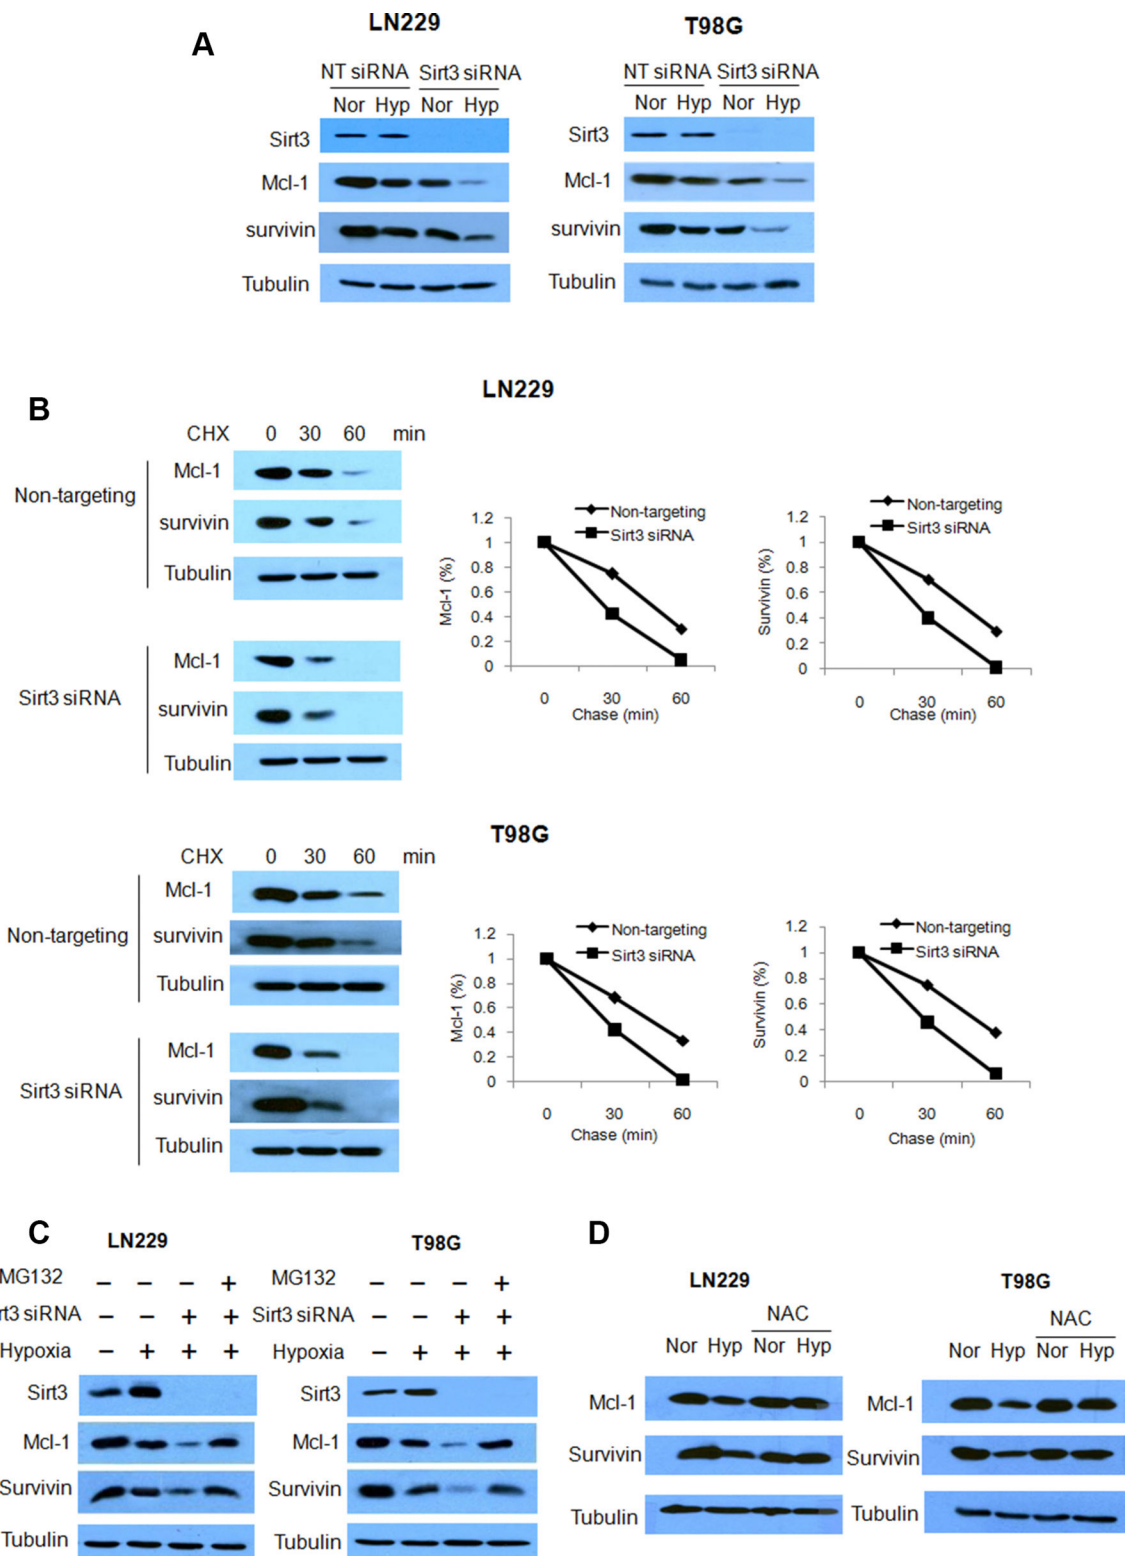 A
LN229
NT siRNA Sirt3 siRNA
Nor Hyp Nor Hyp
Sirt3
Mcl-1
survivin
Tubulin
T98G
NT siRNA Sirt3 siRNA
Nor Hyp Nor Hyp
Sirt3
Mcl-1
survivin
Tubulin
B
LN229
CHX 0 30 60 min
Non-targeting
Mcl-1
survivin
Tubulin
Sirt3 siRNA
Mcl-1
survivin
Tubulin
Non-targeting
Sirt3 siRNA
Mcl-1 (%)
1.2
1
0.8
0.6
0.4
0.2
0
0 30 60
Chase (min)
Non-targeting
Sirt3 siRNA
Survivin (%)
1.2
1
0.8
0.6
0.4
0.2
0
0 30 60
Chase (min)
T98G
CHX 0 30 60 min
Non-targeting
Mcl-1
survivin
Tubulin
Sirt3 siRNA
Mcl-1
survivin
Tubulin
Non-targeting
Sirt3 siRNA
Mcl-1 (%)
1.2
1
0.8
0.6
0.4
0.2
0
0 30 60
Chase (min)
Non-targeting
Sirt3 siRNA
Survivin (%)
1.2
1
0.8
0.6
0.4
0.2
0
0 30 60
Chase (min)
C
LN229
MG132 − − − +
rt3 siRNA − − + +
Hypoxia − + + +
Sirt3
Mcl-1
Survivin
Tubulin
T98G
MG132 − − − +
Sirt3 siRNA − − + +
Hypoxia − + + +
Sirt3
Mcl-1
Survivin
Tubulin
D
LN229
NAC
Nor Hyp Nor Hyp
Mcl-1
Survivin
Tubulin
T98G
NAC
Nor Hyp Nor Hyp
Mcl-1
Survivin
Tubulin